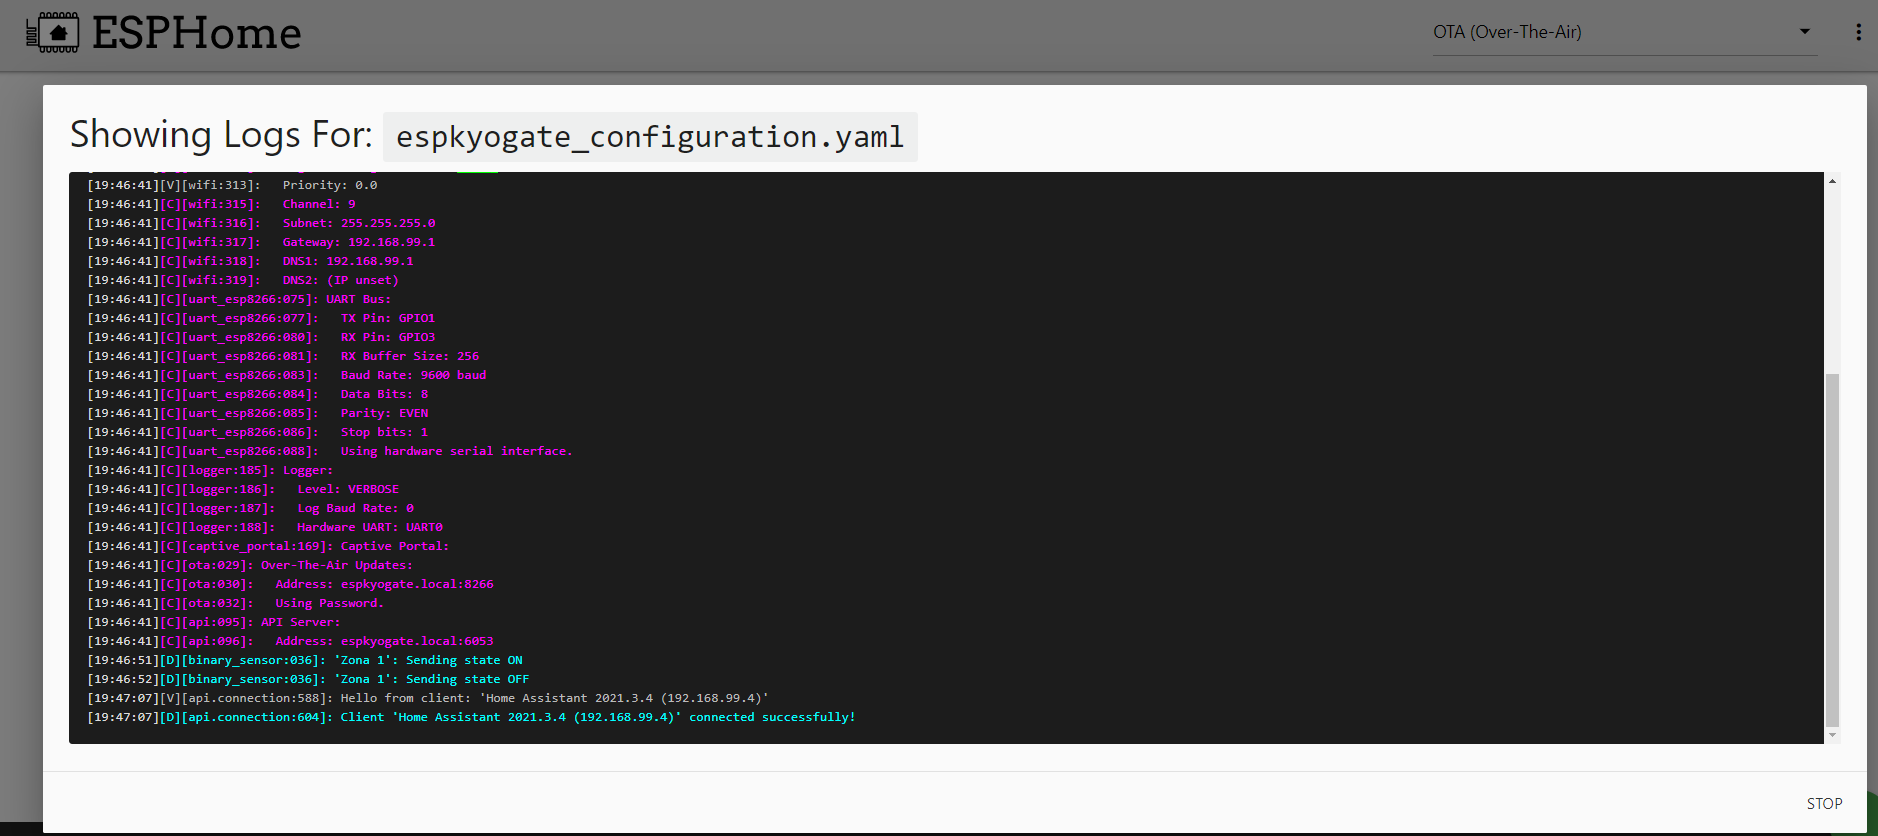 ESPHome
OTA (Over-The-Air)
Showing Logs For: espkyogate_configuration.yaml
[19:46:41][V][wifi:313]:   Priority: 0.0
[19:46:41][C][wifi:315]:   Channel: 9
[19:46:41][C][wifi:316]:   Subnet: 255.255.255.0
[19:46:41][C][wifi:317]:   Gateway: 192.168.99.1
[19:46:41][C][wifi:318]:   DNS1: 192.168.99.1
[19:46:41][C][wifi:319]:   DNS2: (IP unset)
[19:46:41][C][uart_esp8266:075]: UART Bus:
[19:46:41][C][uart_esp8266:077]:   TX Pin: GPIO1
[19:46:41][C][uart_esp8266:080]:   RX Pin: GPIO3
[19:46:41][C][uart_esp8266:081]:   RX Buffer Size: 256
[19:46:41][C][uart_esp8266:083]:   Baud Rate: 9600 baud
[19:46:41][C][uart_esp8266:084]:   Data Bits: 8
[19:46:41][C][uart_esp8266:085]:   Parity: EVEN
[19:46:41][C][uart_esp8266:086]:   Stop bits: 1
[19:46:41][C][uart_esp8266:088]:   Using hardware serial interface.
[19:46:41][C][logger:185]: Logger:
[19:46:41][C][logger:186]:   Level: VERBOSE
[19:46:41][C][logger:187]:   Log Baud Rate: 0
[19:46:41][C][logger:188]:   Hardware UART: UART0
[19:46:41][C][captive_portal:169]: Captive Portal:
[19:46:41][C][ota:029]: Over-The-Air Updates:
[19:46:41][C][ota:030]:   Address: espkyogate.local:8266
[19:46:41][C][ota:032]:   Using Password.
[19:46:41][C][api:095]: API Server:
[19:46:41][C][api:096]:   Address: espkyogate.local:6053
[19:46:51][D][binary_sensor:036]: 'Zona 1': Sending state ON
[19:46:52][D][binary_sensor:036]: 'Zona 1': Sending state OFF
[19:47:07][V][api.connection:588]: Hello from client: 'Home Assistant 2021.3.4 (192.168.99.4)'
[19:47:07][D][api.connection:604]: Client 'Home Assistant 2021.3.4 (192.168.99.4)' connected successfully!
STOP